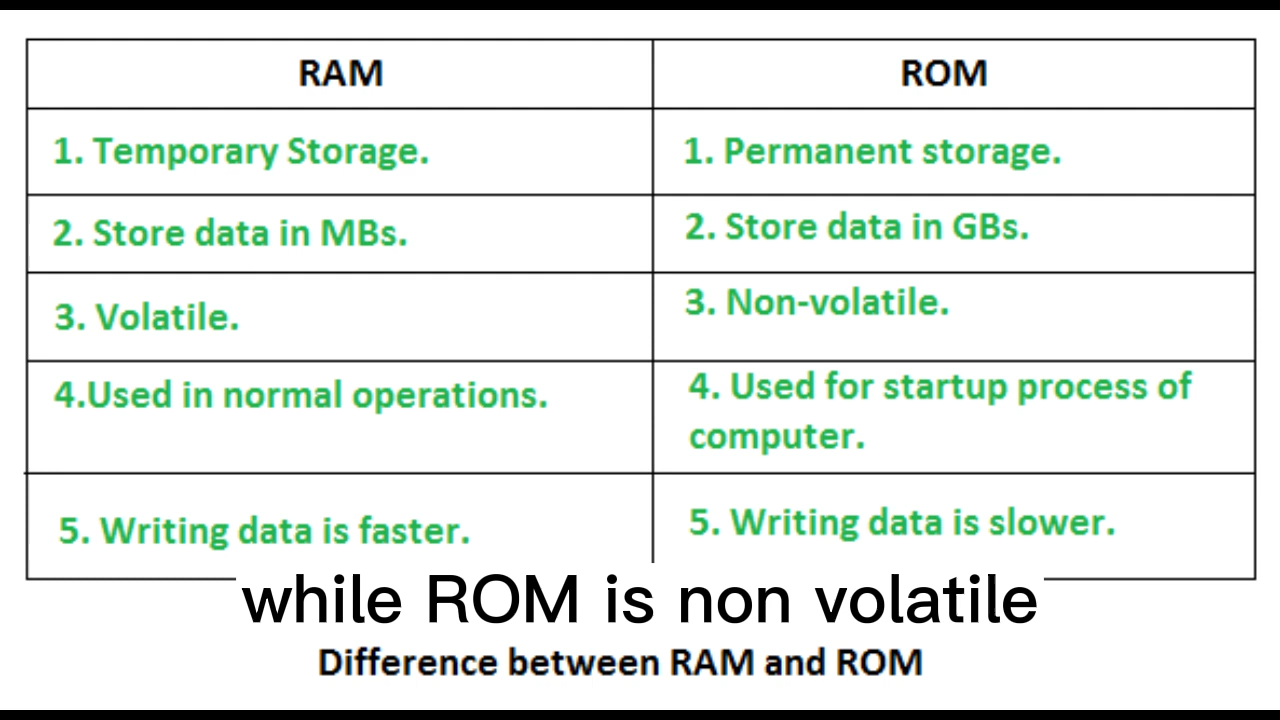 RAM
ROM
1. Temporary Storage.
1. Permanent storage.
2. Store data in MBs.
2. Store data in GBs.
3. Volatile.
3. Non-volatile.
4.Used in normal operations.
4. Used for startup process of
computer.
5. Writing data is faster.
5. Writing data is slower.
while ROM is non volatile
Difference between RAM and ROM